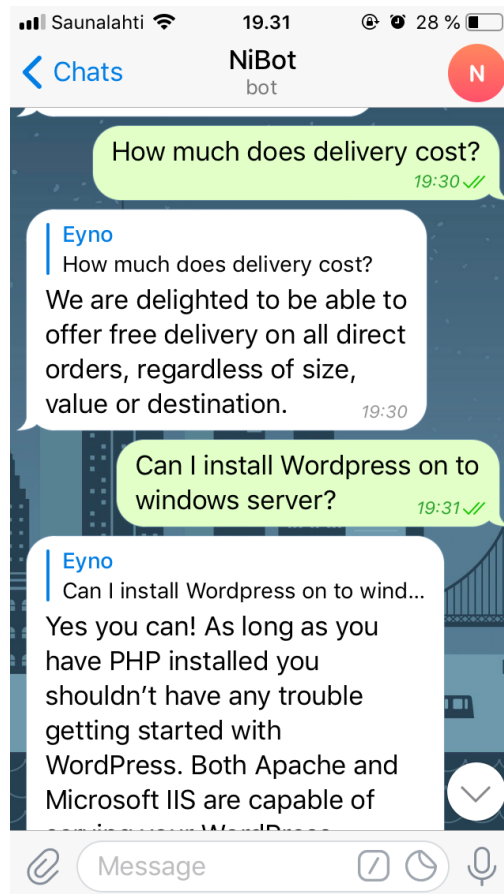 Saunalahti 19.31 28 %
Chats NiBot N
bot
How much does delivery cost?
19:30
Eyno
How much does delivery cost?
We are delighted to be able to
offer free delivery on all direct
orders, regardless of size,
value or destination. 19:30
Can I install Wordpress on to
windows server? 19:31
Eyno
Can I install Wordpress on to wind...
Yes you can! As long as you
have PHP installed you
shouldn’t have any trouble
getting started with
WordPress. Both Apache and
Microsoft IIS are capable of
serving your WordPress
Message